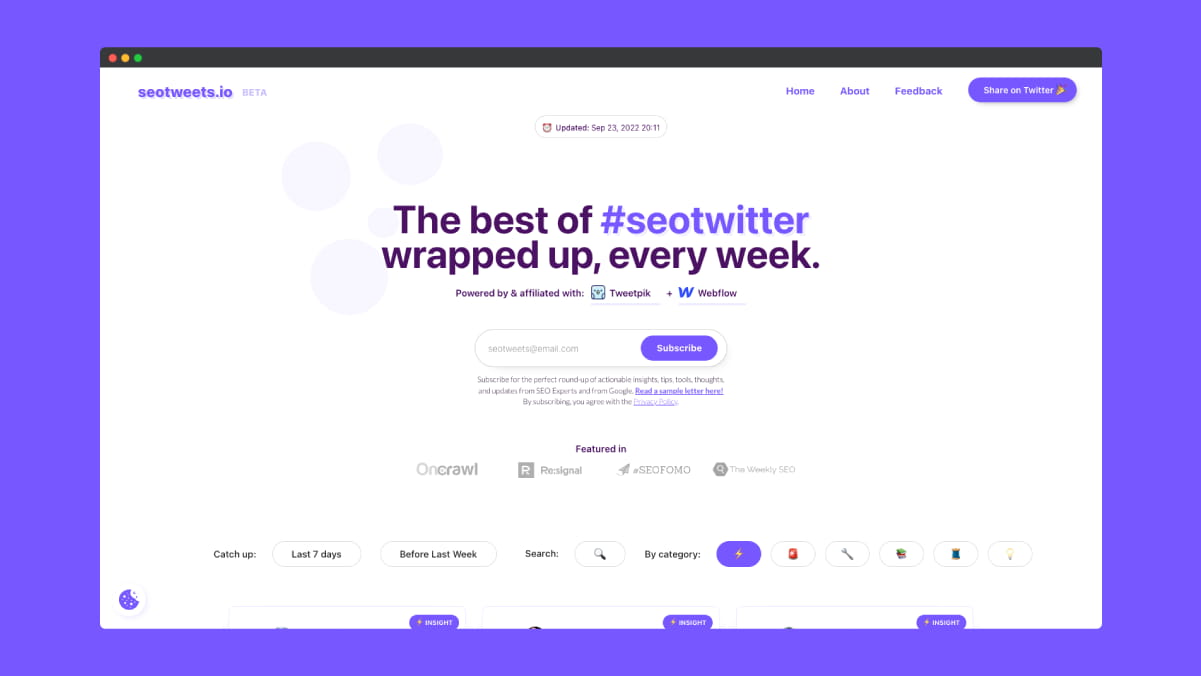 seotweets.io BETA
Home About Feedback Share on Twitter 🎉
⏰ Updated: Sep 23, 2022 20:11
The best of #seotwitter
wrapped up, every week.
Powered by & affiliated with: Tweetpik + Webflow
seotweets@email.com Subscribe
Subscribe for the perfect round-up of actionable insights, tips, tools, thoughts,
and updates from SEO Experts and from Google. Read a sample letter here!
By subscribing, you agree with the Privacy Policy.
Featured in
Oncrawl R Re:signal #SEOFOMO This Weekly SEO
Catch up: Last 7 days Before Last Week Search: 🔍 By category: ⚡ 🚨 🔧 📚 🧵 💡
⚡ INSIGHT ⚡ INSIGHT ⚡ INSIGHT